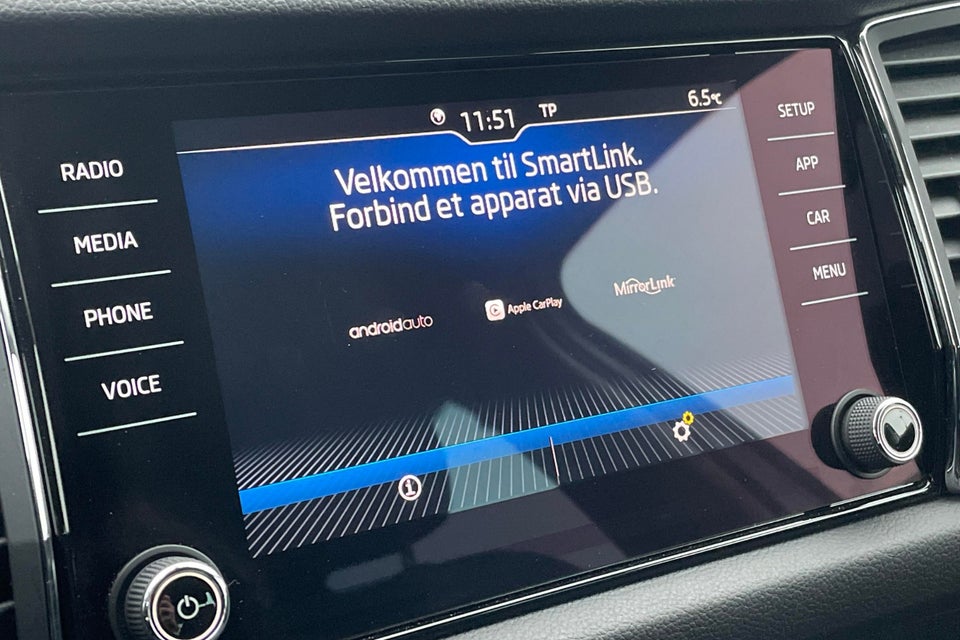 11:51 TP 6.5°C
Velkommen til SmartLink.
Forbind et apparat via USB.
androidauto
Apple CarPlay
MirrorLink
RADIO
MEDIA
PHONE
VOICE
SETUP
APP
CAR
MENU